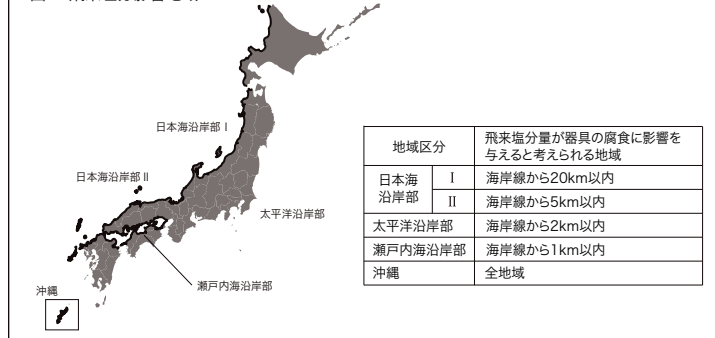 日本海沿岸部Ⅰ
日本海沿岸部Ⅱ
太平洋沿岸部
瀬戸内海沿岸部
沖縄
地域区分
飛来塩分量が器具の腐食に影響を
与えると考えられる地域
日本海
沿岸部
Ⅰ
海岸線から20km以内
Ⅱ
海岸線から5km以内
太平洋沿岸部
海岸線から2km以内
瀬戸内海沿岸部
海岸線から1km以内
沖縄
全地域